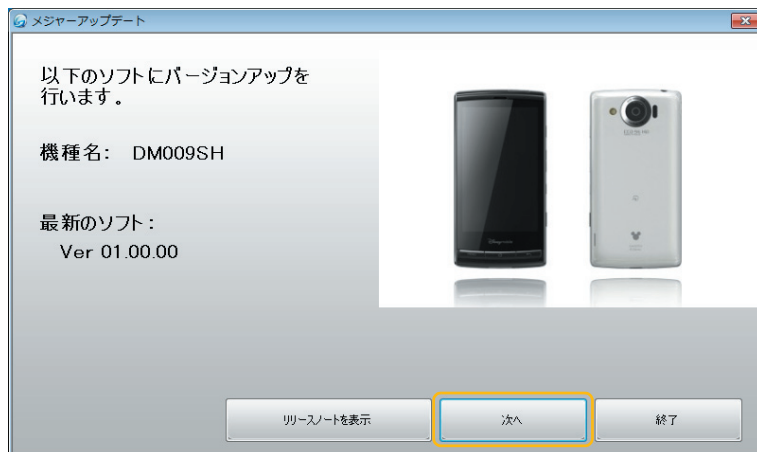 メジャーアップデート
以下のソフトにバージョンアップを
行います。
機種名： DM009SH
最新のソフト：
Ver 01.00.00
リリースノートを表示
次へ
終了